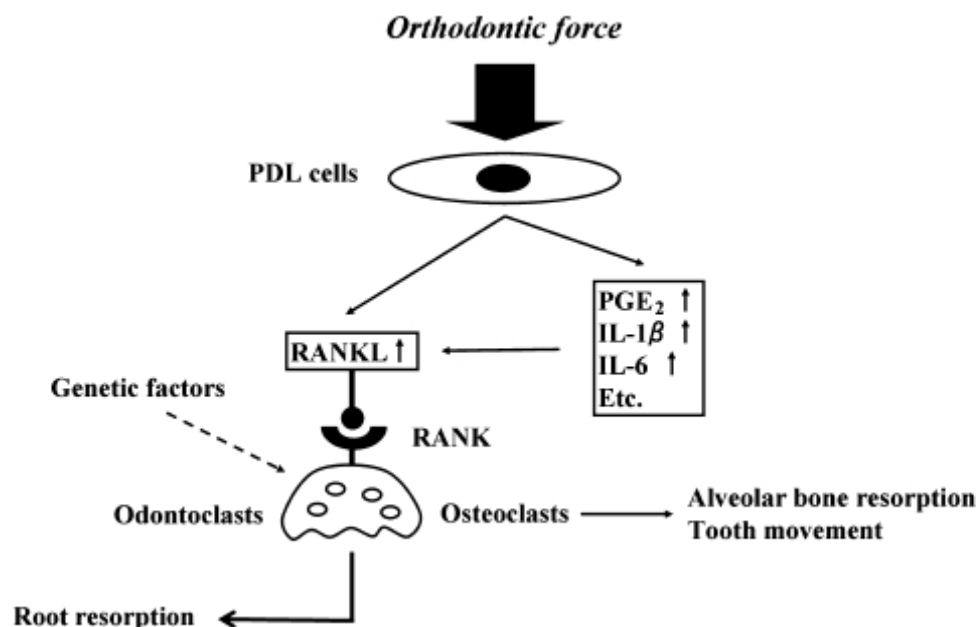 Orthodontic force
PDL cells
PGE₂ ↑
IL-1β ↑
IL-6 ↑
Etc.
RANKL ↑
Genetic factors
RANK
Odontoclasts
Osteoclasts
Alveolar bone resorption
Tooth movement
Root resorption